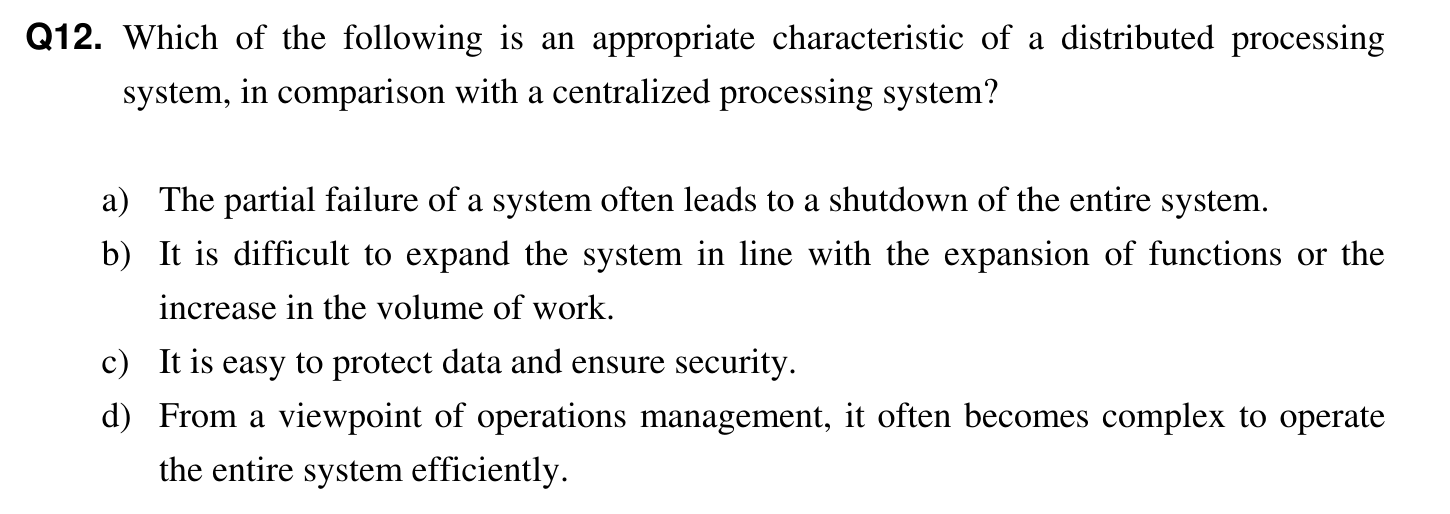 Q12. Which of the following is an appropriate characteristic of a distributed processing
system, in comparison with a centralized processing system?
a) The partial failure of a system often leads to a shutdown of the entire system.
b) It is difficult to expand the system in line with the expansion of functions or the
increase in the volume of work.
c) It is easy to protect data and ensure security.
d) From a viewpoint of operations management, it often becomes complex to operate
the entire system efficiently.